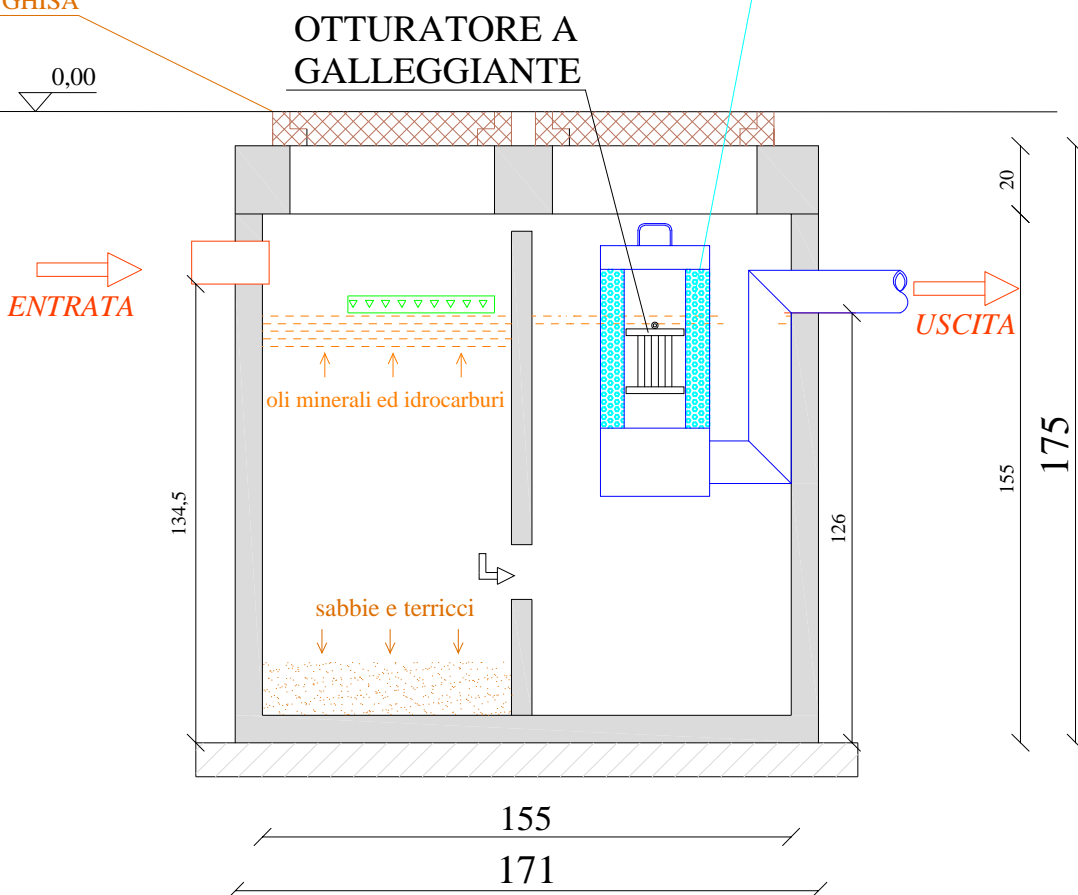 GHISA
OTTURATORE A
GALLEGGIANTE
0,00
20
ENTRATA
USCITA
oli minerali ed idrocarburi
175
155
134,5
126
sabbie e terricci
155
171